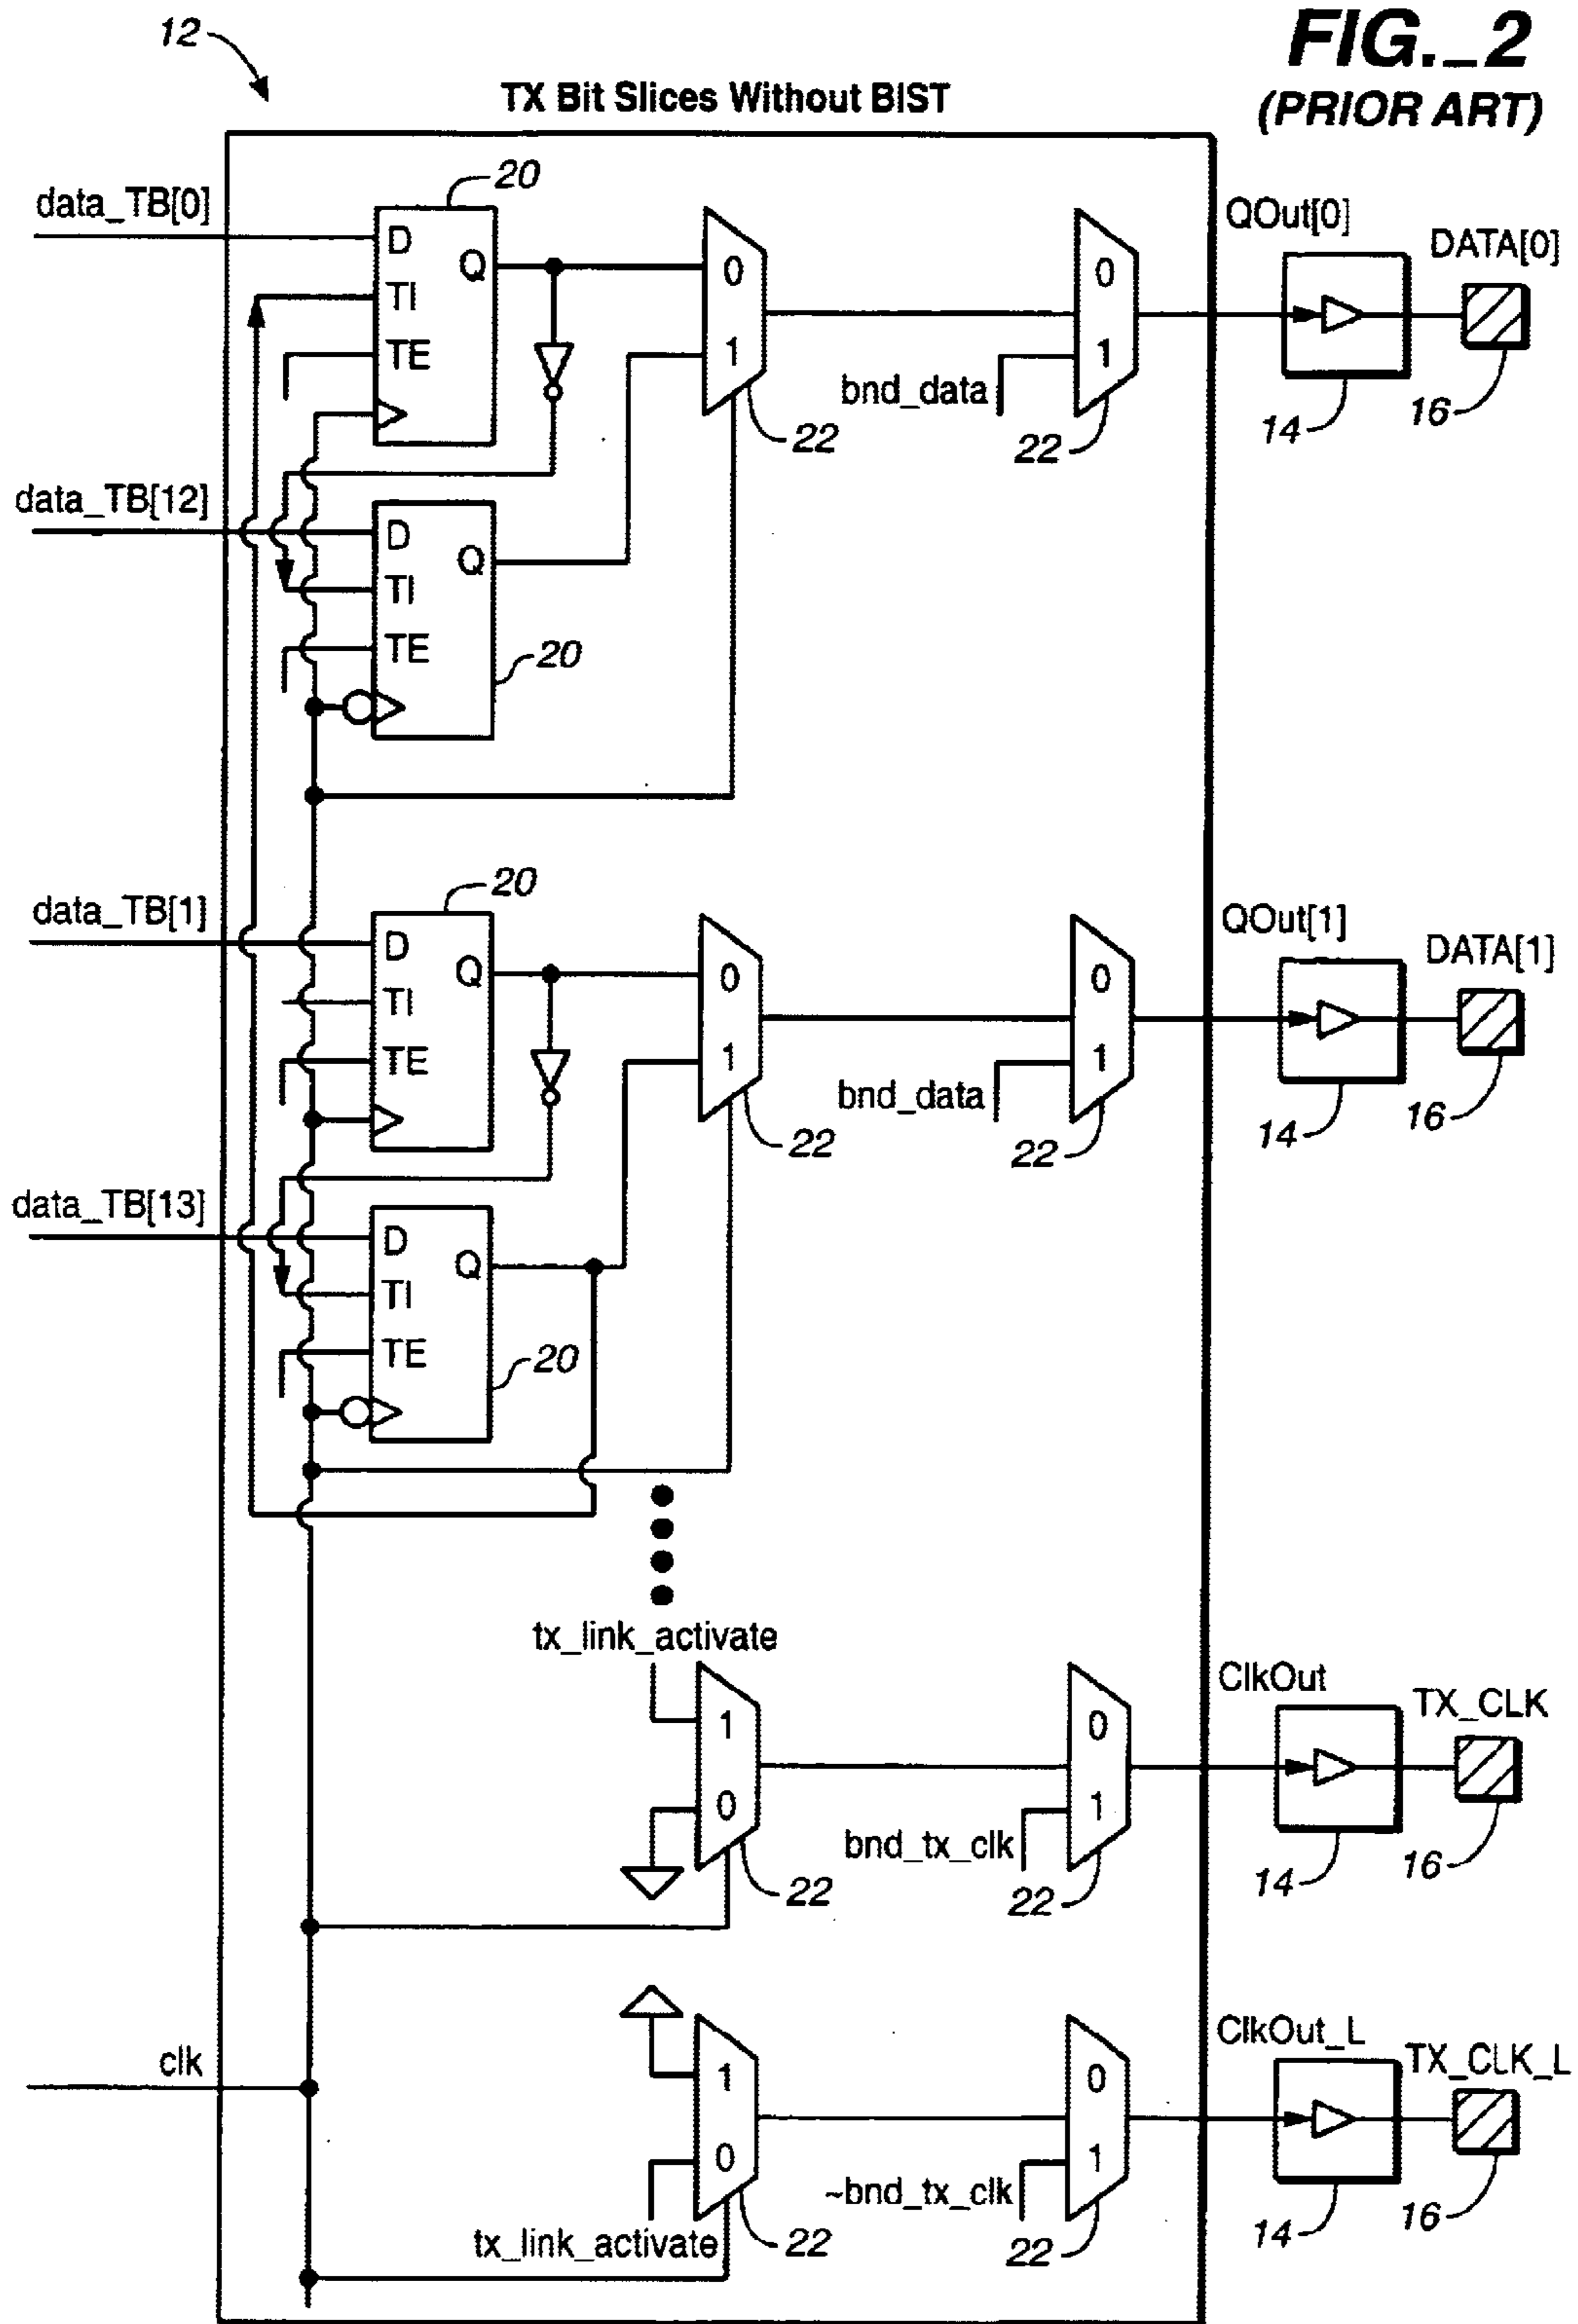 FIG._2
(PRIOR ART)
12
TX Bit Slices Without BIST
data_TB[0]
20
D
Q
TI
TE
0
1
22
bnd_data
0
1
22
QOut[0]
14
DATA[0]
16
data_TB[12]
D
Q
TI
TE
20
data_TB[1]
20
D
Q
TI
TE
0
1
22
bnd_data
0
1
22
QOut[1]
14
DATA[1]
16
data_TB[13]
D
Q
TI
TE
20
tx_link_activate
1
0
22
bnd_tx_clk
0
1
22
ClkOut
14
TX_CLK
16
clk
1
0
tx_link_activate
22
~bnd_tx_clk
0
1
22
ClkOut_L
14
TX_CLK_L
16